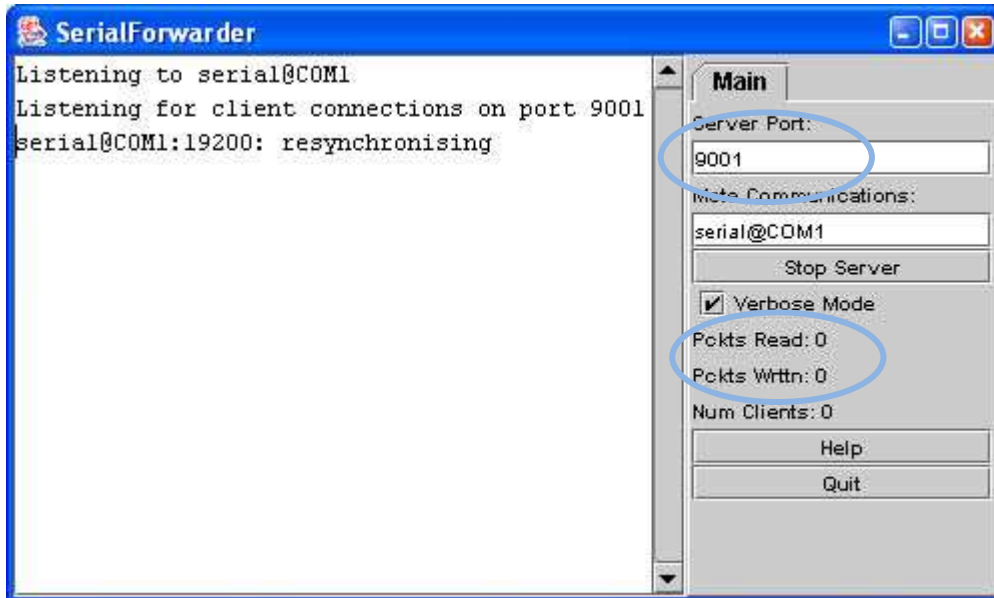 SerialForwarder
Listening to serial@COM1
Listening for client connections on port 9001
serial@COM1:19200: resynchronising
Main
Server Port:
9001
Mote Communications:
serial@COM1
Stop Server
Verbose Mode
Pckts Read: 0
Pckts Wrttn: 0
Num Clients: 0
Help
Quit